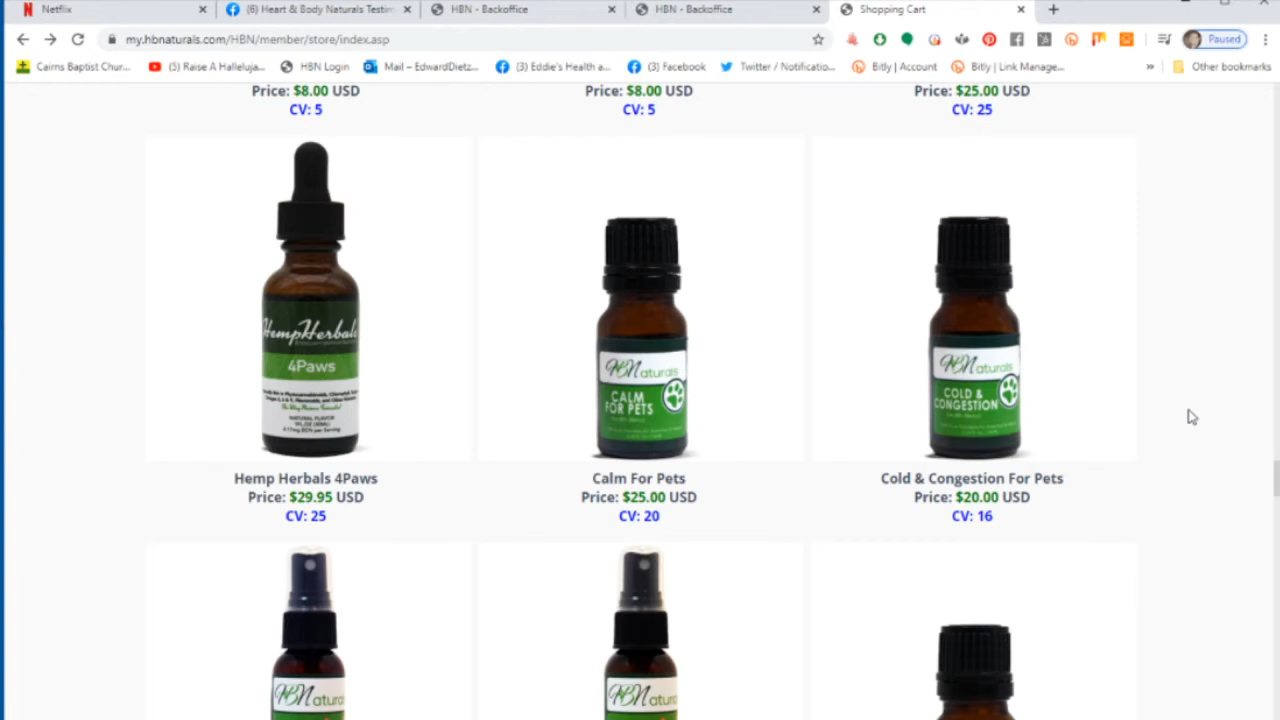 Netflix
(6) Heart & Body Naturals Testim
HBN - Backoffice
HBN - Backoffice
Shopping Cart
my.hbnaturals.com/HBN/member/store/index.asp
Paused
Cairns Baptist Chur...
(5) Raise A Halleluja...
HBN Login
Mail – EdwardDietz...
(3) Eddie's Health a...
(3) Facebook
Twitter / Notificatio...
Bitly | Account
Bitly | Link Manage...
»
Other bookmarks
Price: $8.00 USD
CV: 5
Price: $8.00 USD
CV: 5
Price: $25.00 USD
CV: 25
HempHerbals
4Paws
NATURAL FLAVOR
HBNaturals
CALM
FOR PETS
HBNaturals
COLD &
CONGESTION
Hemp Herbals 4Paws
Price: $29.95 USD
CV: 25
Calm For Pets
Price: $25.00 USD
CV: 20
Cold & Congestion For Pets
Price: $20.00 USD
CV: 16
HBNatural
HBNatural